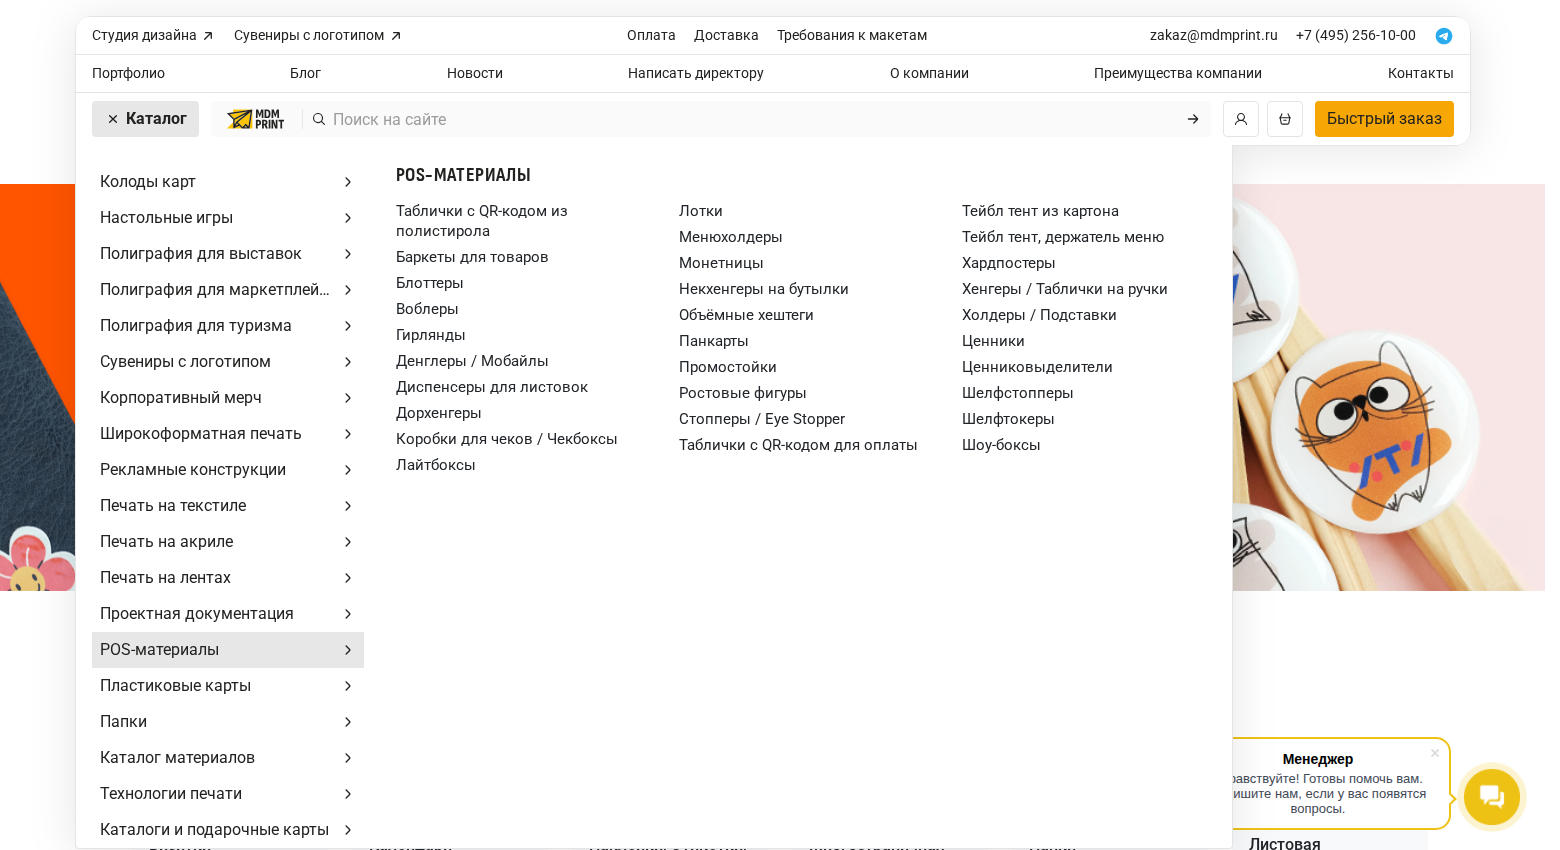 Студия дизайна
Сувениры с логотипом
Оплата
Доставка
Требования к макетам
zakaz@mdmprint.ru
+7 (495) 256-10-00
Портфолио
Блог
Новости
Написать директору
О компании
Преимущества компании
Контакты
Каталог
MDM
PRINT
Поиск на сайте
Быстрый заказ
Колоды карт
Настольные игры
Полиграфия для выставок
Полиграфия для маркетплей...
Полиграфия для туризма
Сувениры с логотипом
Корпоративный мерч
Широкоформатная печать
Рекламные конструкции
Печать на текстиле
Печать на акриле
Печать на лентах
Проектная документация
POS-материалы
Пластиковые карты
Папки
Каталог материалов
Технологии печати
Каталоги и подарочные карты
POS-МАТЕРИАЛЫ
Таблички с QR-кодом из
полистирола
Баркеты для товаров
Блоттеры
Воблеры
Гирлянды
Денглеры / Мобайлы
Диспенсеры для листовок
Дорхенгеры
Коробки для чеков / Чекбоксы
Лайтбоксы
Лотки
Менюхолдеры
Монетницы
Некхенгеры на бутылки
Объёмные хештеги
Панкарты
Промостойки
Ростовые фигуры
Стопперы / Eye Stopper
Таблички с QR-кодом для оплаты
Тейбл тент из картона
Тейбл тент, держатель меню
Хардпостеры
Хенгеры / Таблички на ручки
Холдеры / Подставки
Ценники
Ценниковыделители
Шелфстопперы
Шелфтокеры
Шоу-боксы
Менеджер
равствуйте! Готовы помочь вам.
ишите нам, если у вас появятся
вопросы.
Листовая